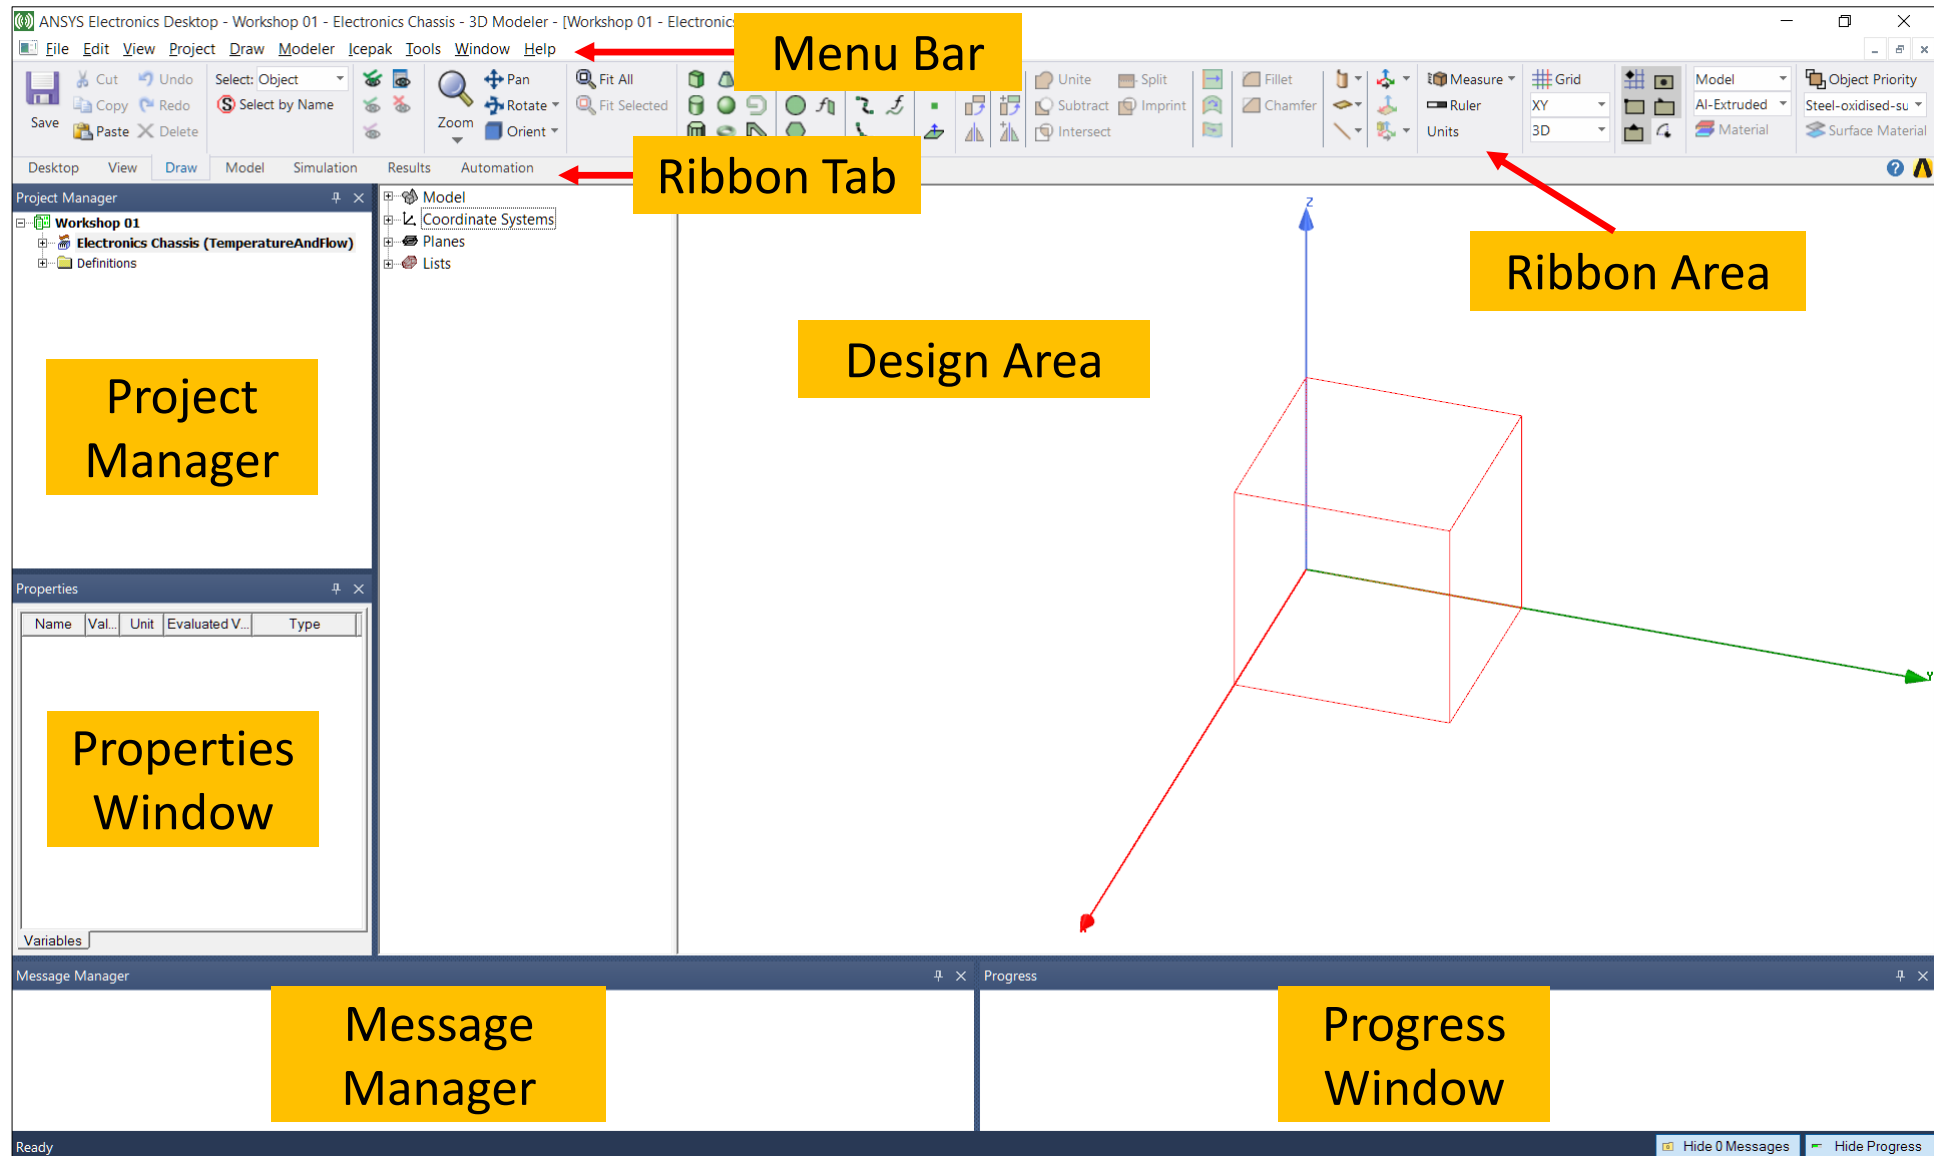 ANSYS Electronics Desktop - Workshop 01 - Electronics Chassis - 3D Modeler - [Workshop 01 - Electronics
File Edit View Project Draw Modeler Icepak Tools Window Help
Menu Bar
Cut Undo Select: Object Pan Fit All Unite Split Fillet Measure Grid Model Object Priority
Copy Redo Select by Name Rotate Fit Selected Subtract Imprint Chamfer Ruler XY Al-Extruded Steel-oxidised-su
Save Paste Delete Zoom Orient Intersect Units 3D Material Surface Material
Desktop View Draw Model Simulation Results Automation
Ribbon Tab
Ribbon Area
Project Manager
Workshop 01
Electronics Chassis (TemperatureAndFlow)
Definitions
Model
Coordinate Systems
Planes
Lists
Z
Y
Design Area
Project
Manager
Properties
Name Val... Unit Evaluated V... Type
Properties
Window
Variables
Message Manager
Progress
Message
Manager
Progress
Window
Ready
Hide 0 Messages
Hide Progress